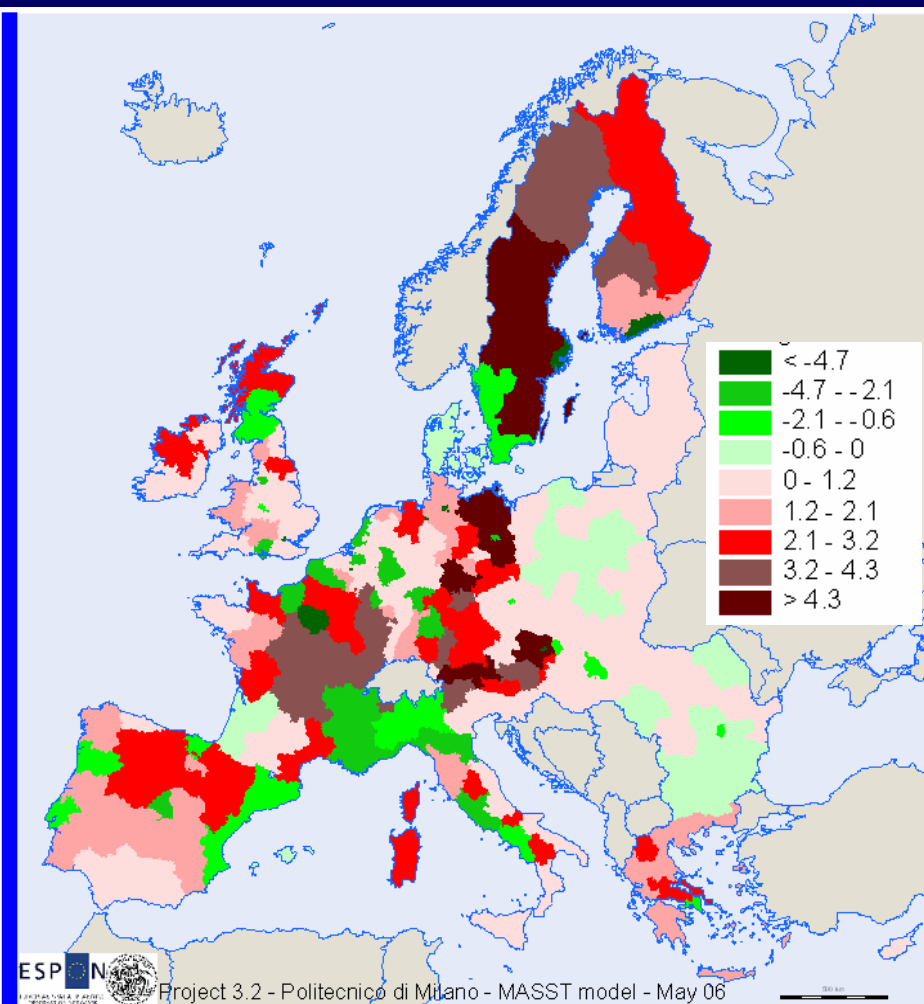 < -4.7
-4.7 - -2.1
-2.1 - -0.6
-0.6 - 0
0 - 1.2
1.2 - 2.1
2.1 - 3.2
3.2 - 4.3
> 4.3
ESPON
Project 3.2 - Politecnico di Milano - MASST model - May 06